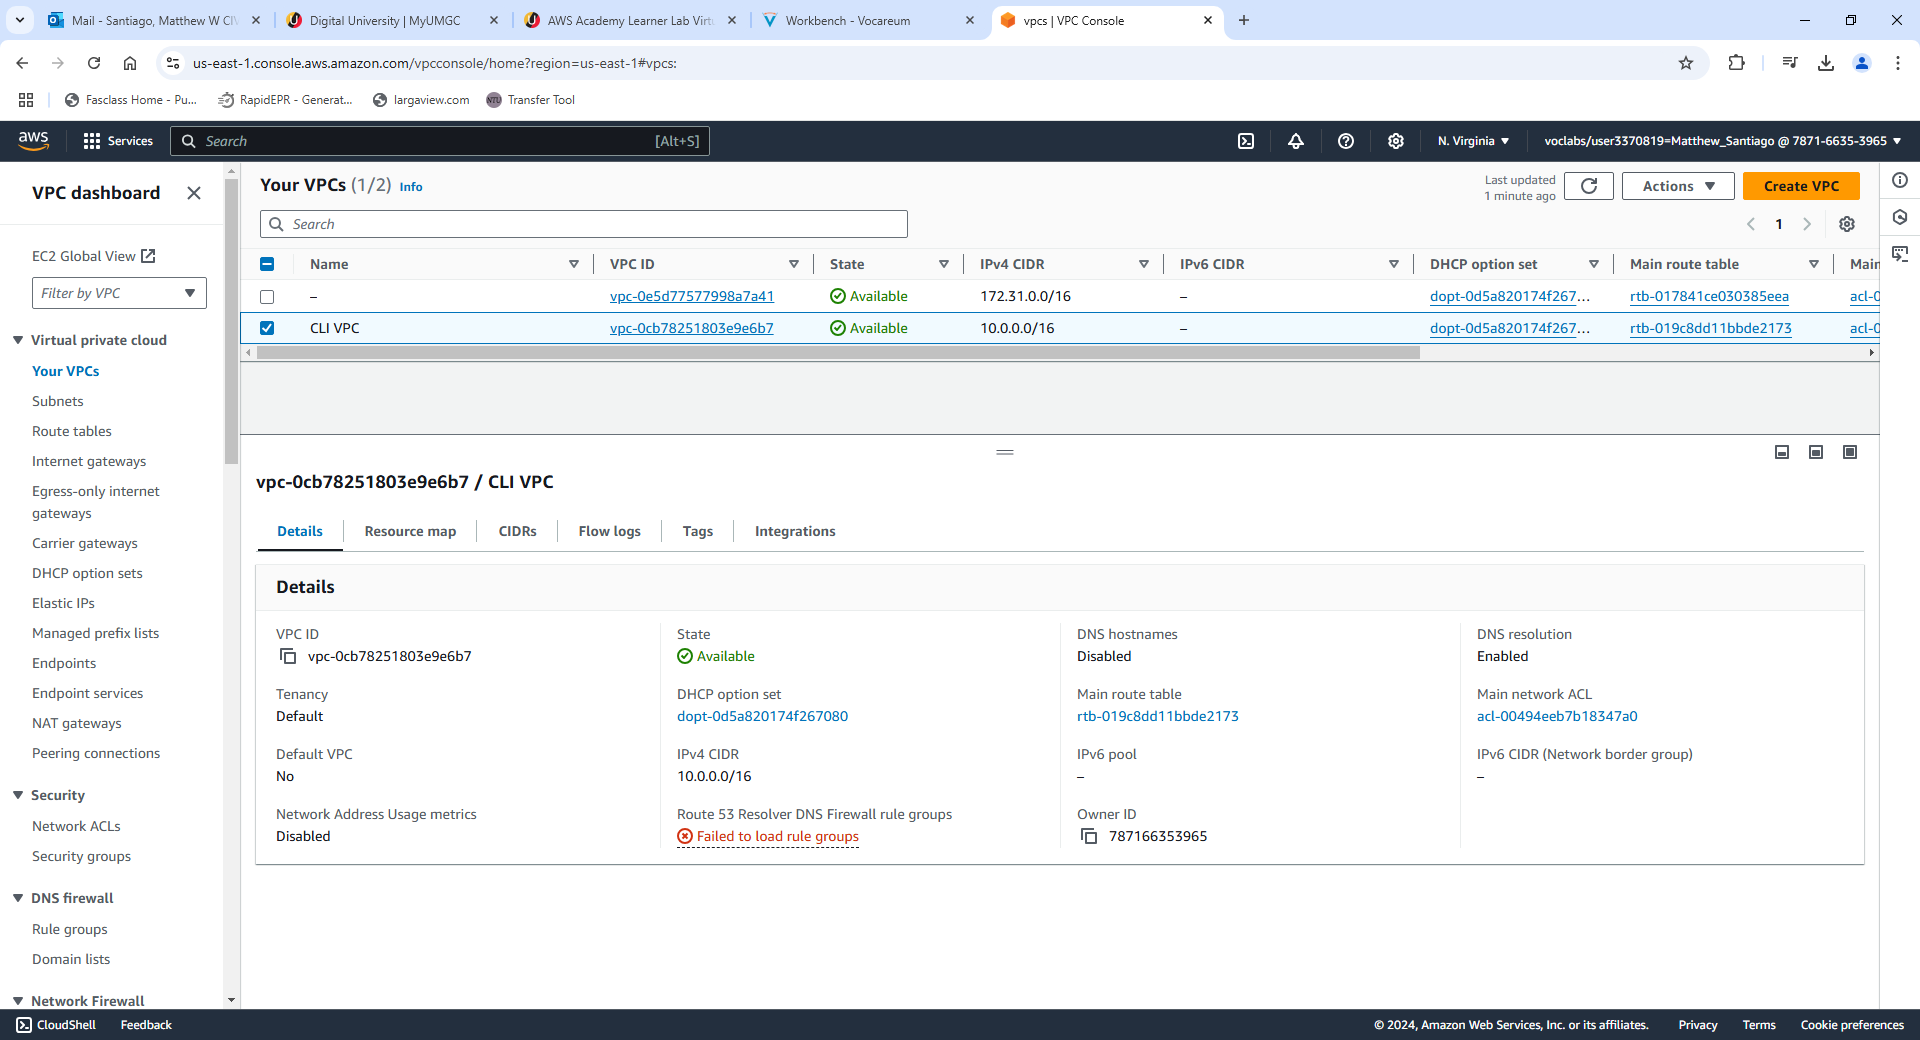 Mail - Santiago, Matthew W CIV
Digital University | MyUMGC
AWS Academy Learner Lab Virtu
Workbench - Vocareum
vpcs | VPC Console
us-east-1.console.aws.amazon.com/vpcconsole/home?region=us-east-1#vpcs:
Fasclass Home - Pu...
RapidEPR - Generat...
largaview.com
NTU
Transfer Tool
aws
Services
Search
[Alt+S]
N. Virginia
voclabs/user3370819=Matthew_Santiago @ 7871-6635-3965
VPC dashboard
EC2 Global View
Filter by VPC
Virtual private cloud
Your VPCs
Subnets
Route tables
Internet gateways
Egress-only internet
gateways
Carrier gateways
DHCP option sets
Elastic IPs
Managed prefix lists
Endpoints
Endpoint services
NAT gateways
Peering connections
Security
Network ACLs
Security groups
DNS firewall
Rule groups
Domain lists
Network Firewall
Your VPCs (1/2) Info
Last updated
1 minute ago
Actions
Create VPC
Search
1
Name VPC ID State IPv4 CIDR IPv6 CIDR DHCP option set Main route table Main
– vpc-0e5d77577998a7a41 Available 172.31.0.0/16 – dopt-0d5a820174f267... rtb-017841ce030385eea acl-0
CLI VPC vpc-0cb78251803e9e6b7 Available 10.0.0.0/16 – dopt-0d5a820174f267... rtb-019c8dd11bbde2173 acl-0
vpc-0cb78251803e9e6b7 / CLI VPC
Details Resource map CIDRs Flow logs Tags Integrations
Details
VPC ID
vpc-0cb78251803e9e6b7
State
Available
DNS hostnames
Disabled
DNS resolution
Enabled
Tenancy
Default
DHCP option set
dopt-0d5a820174f267080
Main route table
rtb-019c8dd11bbde2173
Main network ACL
acl-00494eeb7b18347a0
Default VPC
No
IPv4 CIDR
10.0.0.0/16
IPv6 pool
–
IPv6 CIDR (Network border group)
–
Network Address Usage metrics
Disabled
Route 53 Resolver DNS Firewall rule groups
Failed to load rule groups
Owner ID
787166353965
CloudShell
Feedback
© 2024, Amazon Web Services, Inc. or its affiliates.
Privacy
Terms
Cookie preferences